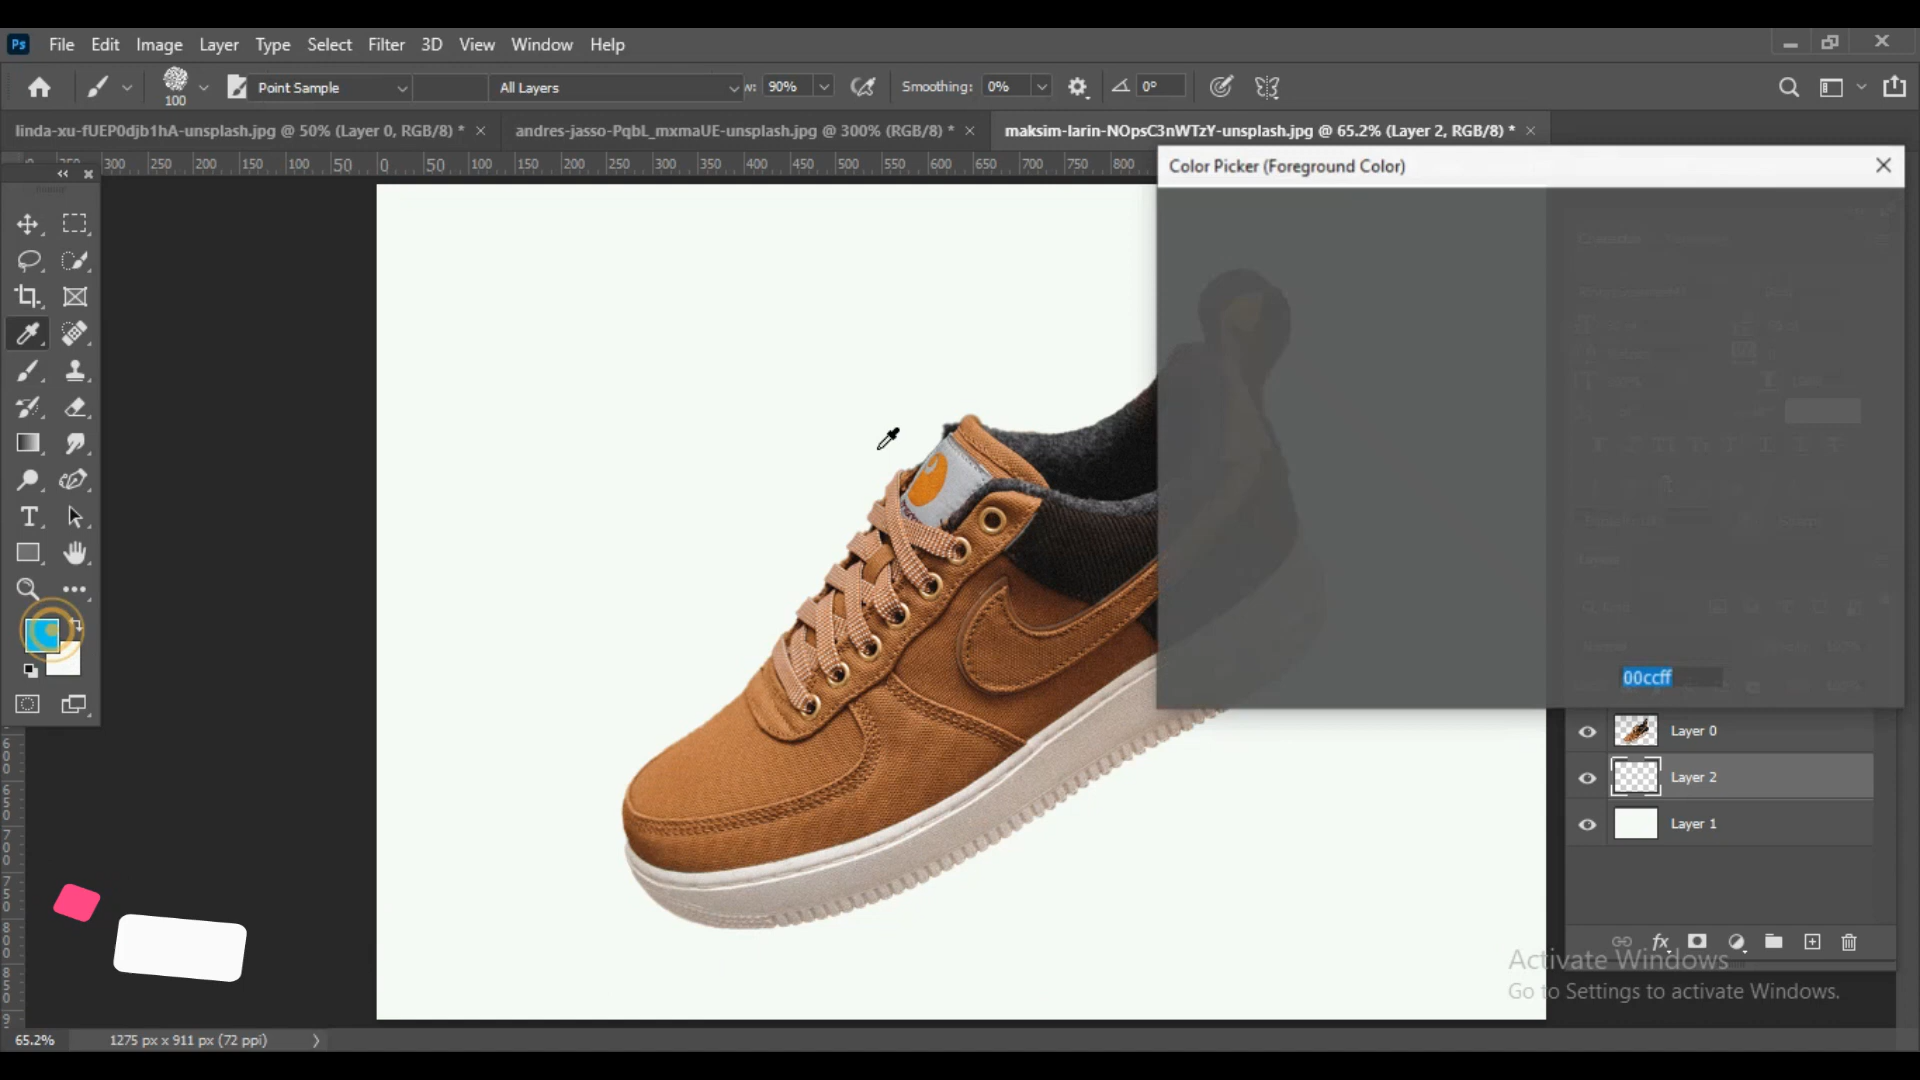 Ps File Edit Image Layer Type Select Filter 3D View Window Help
100 Point Sample All Layers w: 90% Smoothing: 0% 0°
linda-xu-fUEP0djb1hA-unsplash.jpg @ 50% (Layer 0, RGB/8) * andres-jasso-PqbL_mxmaUE-unsplash.jpg @ 300% (RGB/8) * maksim-larin-NOpsC3nWTzY-unsplash.jpg @ 65.2% (Layer 2, RGB/8) *
300 250 200 150 100 50 0 50 100 150 200 250 300 350 400 450 500 550 600 650 700 750 800
Color Picker (Foreground Color)
00ccff
Layer 0
Layer 2
Layer 1
fx
Activate Windows
Go to Settings to activate Windows.
65.2% 1275 px x 911 px (72 ppi)